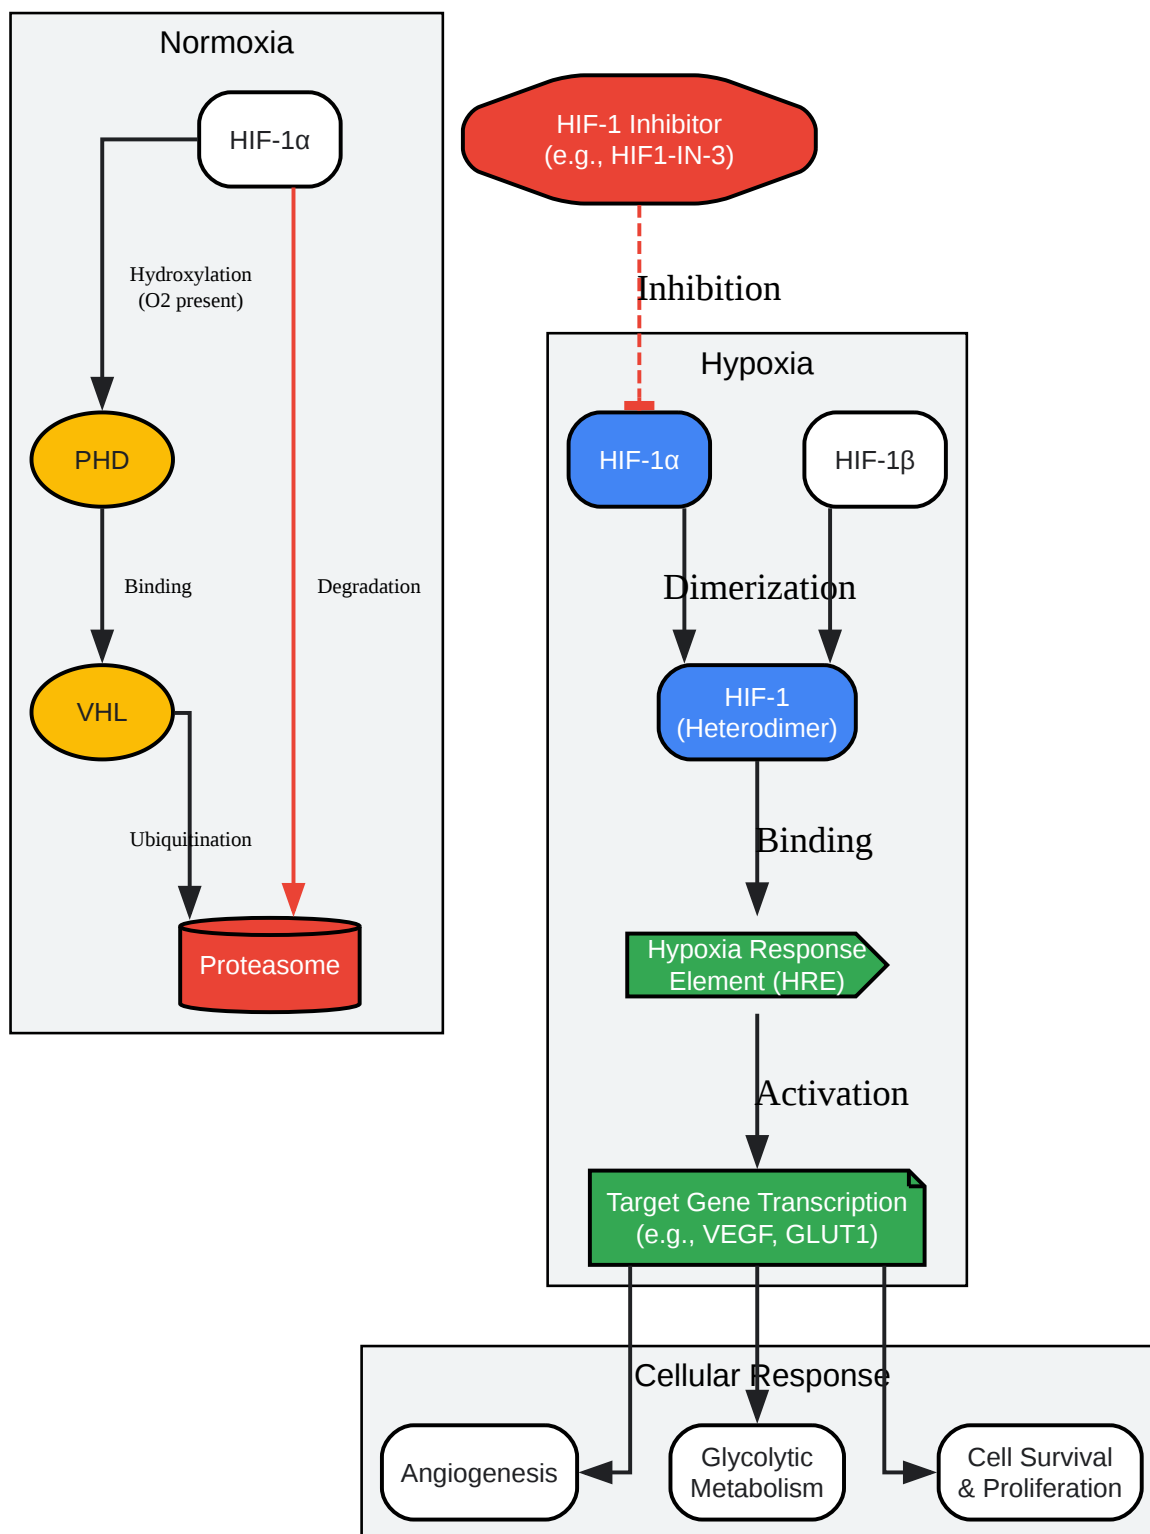 Normoxia
HIF-1α
Hydroxylation
(O2 present)
PHD
Binding
Degradation
VHL
Ubiquitination
Proteasome
HIF-1 Inhibitor
(e.g., HIF1-IN-3)
Inhibition
Hypoxia
HIF-1α
HIF-1β
Dimerization
HIF-1
(Heterodimer)
Binding
Hypoxia Response
Element (HRE)
Activation
Target Gene Transcription
(e.g., VEGF, GLUT1)
Cellular Response
Angiogenesis
Glycolytic
Metabolism
Cell Survival
& Proliferation